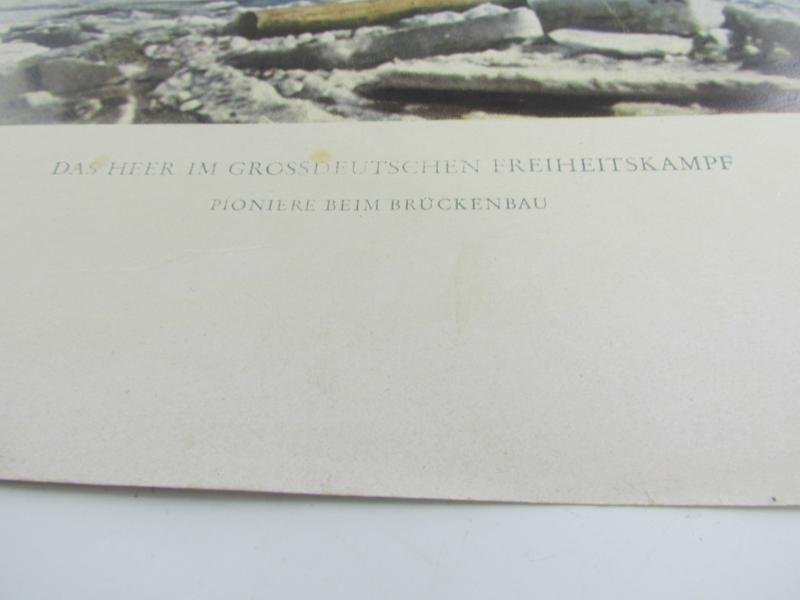 DAS HEER IM GROSSDEUTSCHEN FREIHEITSKAMPF
PIONIERE BEIM BRÜCKENBAU